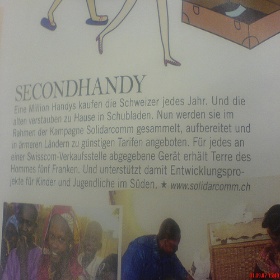 SECONDHANDY
Eine Million Handys kaufen die Schweizer jedes Jahr. Und die
alten verstauben zu Hause in Schubladen. Nun werden sie im
Rahmen der Kampagne Solidarcomm gesammelt, aufbereitet und
in ärmeren Ländern zu günstigen Tarifen angeboten. Für jedes an
einer Swisscom-Verkaufsstelle abgegebene Gerät erhält Terre des
Hommes fünf Franken. Und unterstützt damit Entwicklungspro-
jekte für Kinder und Jugendliche im Süden. ★ www.solidarcomm.ch